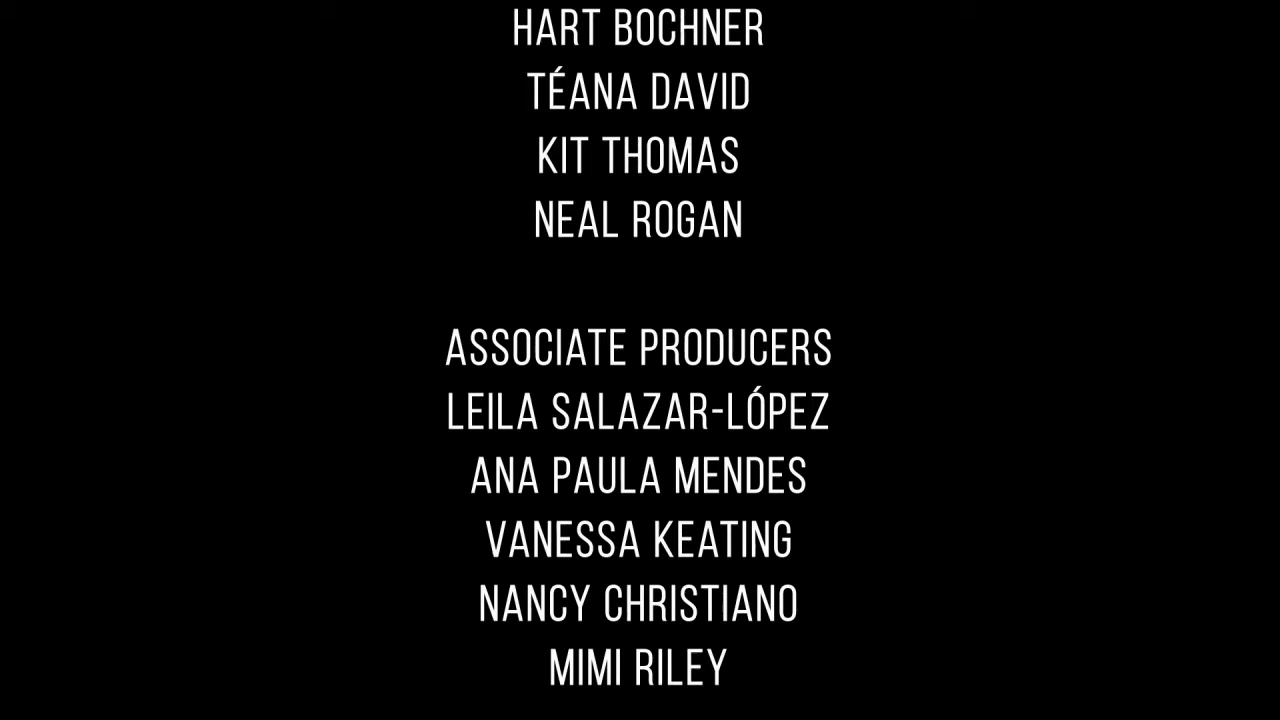 HART BOCHNER
TÉANA DAVID
KIT THOMAS
NEAL ROGAN
ASSOCIATE PRODUCERS
LEILA SALAZAR-LÓPEZ
ANA PAULA MENDES
VANESSA KEATING
NANCY CHRISTIANO
MIMI RILEY